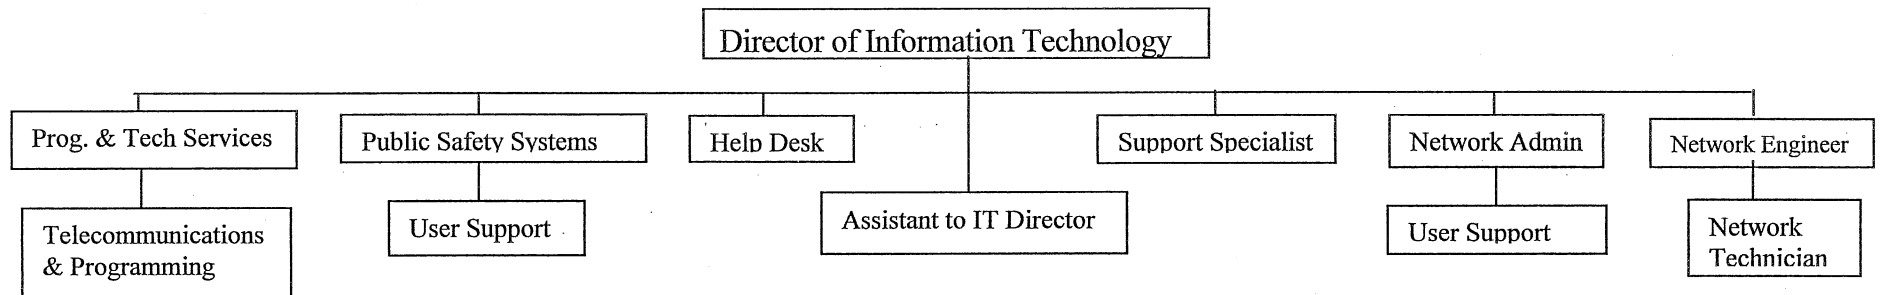 Director of Information Technology
Prog. & Tech Services
Public Safety Systems
Help Desk
Support Specialist
Network Admin
Network Engineer
Telecommunications
& Programming
User Support
Assistant to IT Director
User Support
Network
Technician